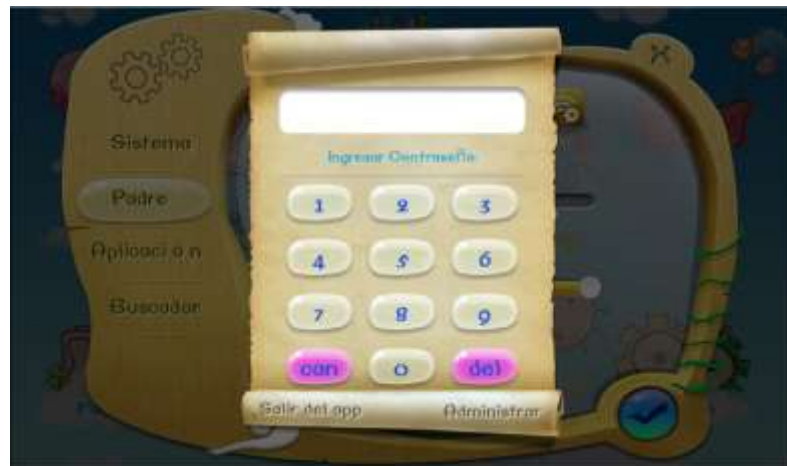 Sistema
Padre
Aplicaci o n
Buscador
Ingresar Contraseña
1 2 3
4 5 6
7 8 9
can 0 del
Salir del app Administrar